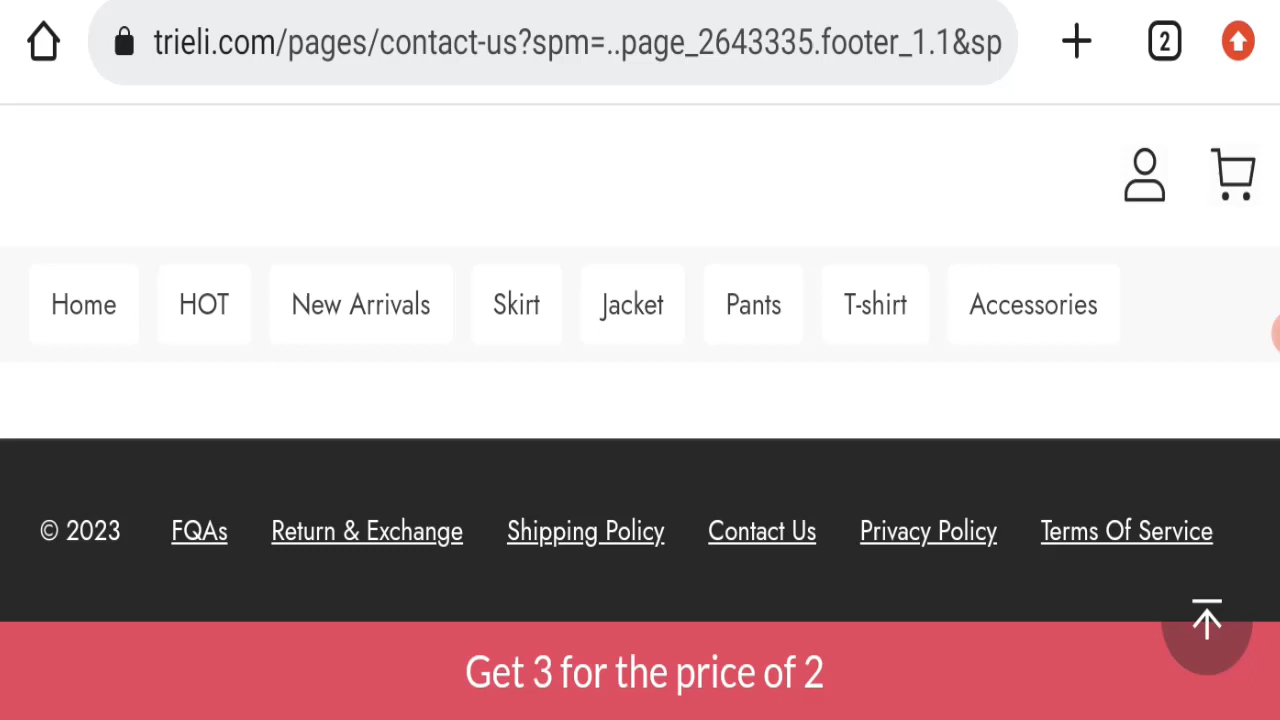 trieli.com/pages/contact-us?spm=..page_2643335.footer_1.1&sp
2
Home HOT New Arrivals Skirt Jacket Pants T-shirt Accessories
© 2023 FQAs Return & Exchange Shipping Policy Contact Us Privacy Policy Terms Of Service
Get 3 for the price of 2